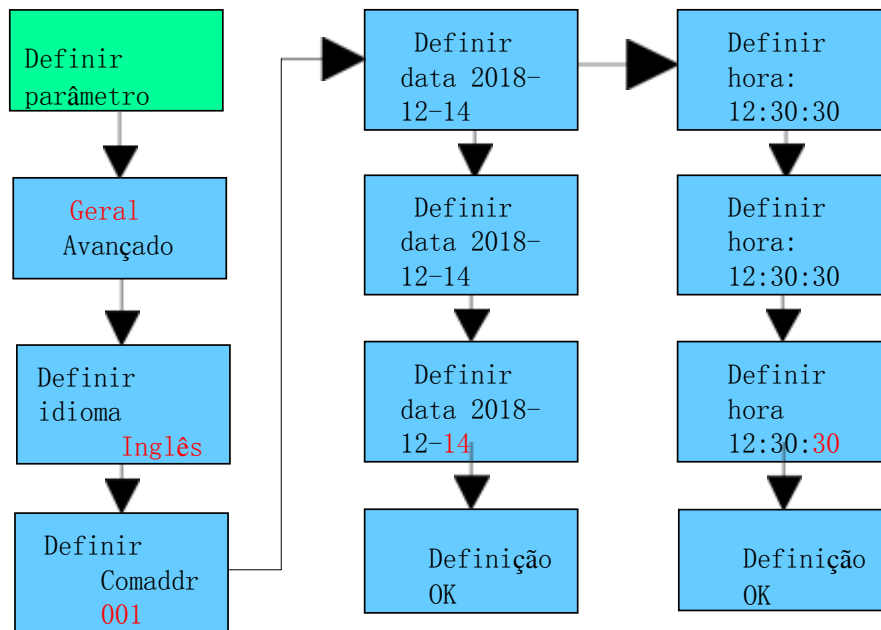 Definir
parâmetro
Geral
Avançado
Definir
idioma
Inglês
Definir
Comaddr
001
Definir
data 2018-
12-14
Definir
data 2018-
12-14
Definir
data 2018-
12-14
Definição
OK
Definir
hora:
12:30:30
Definir
hora:
12:30:30
Definir
hora
12:30:30
Definição
OK